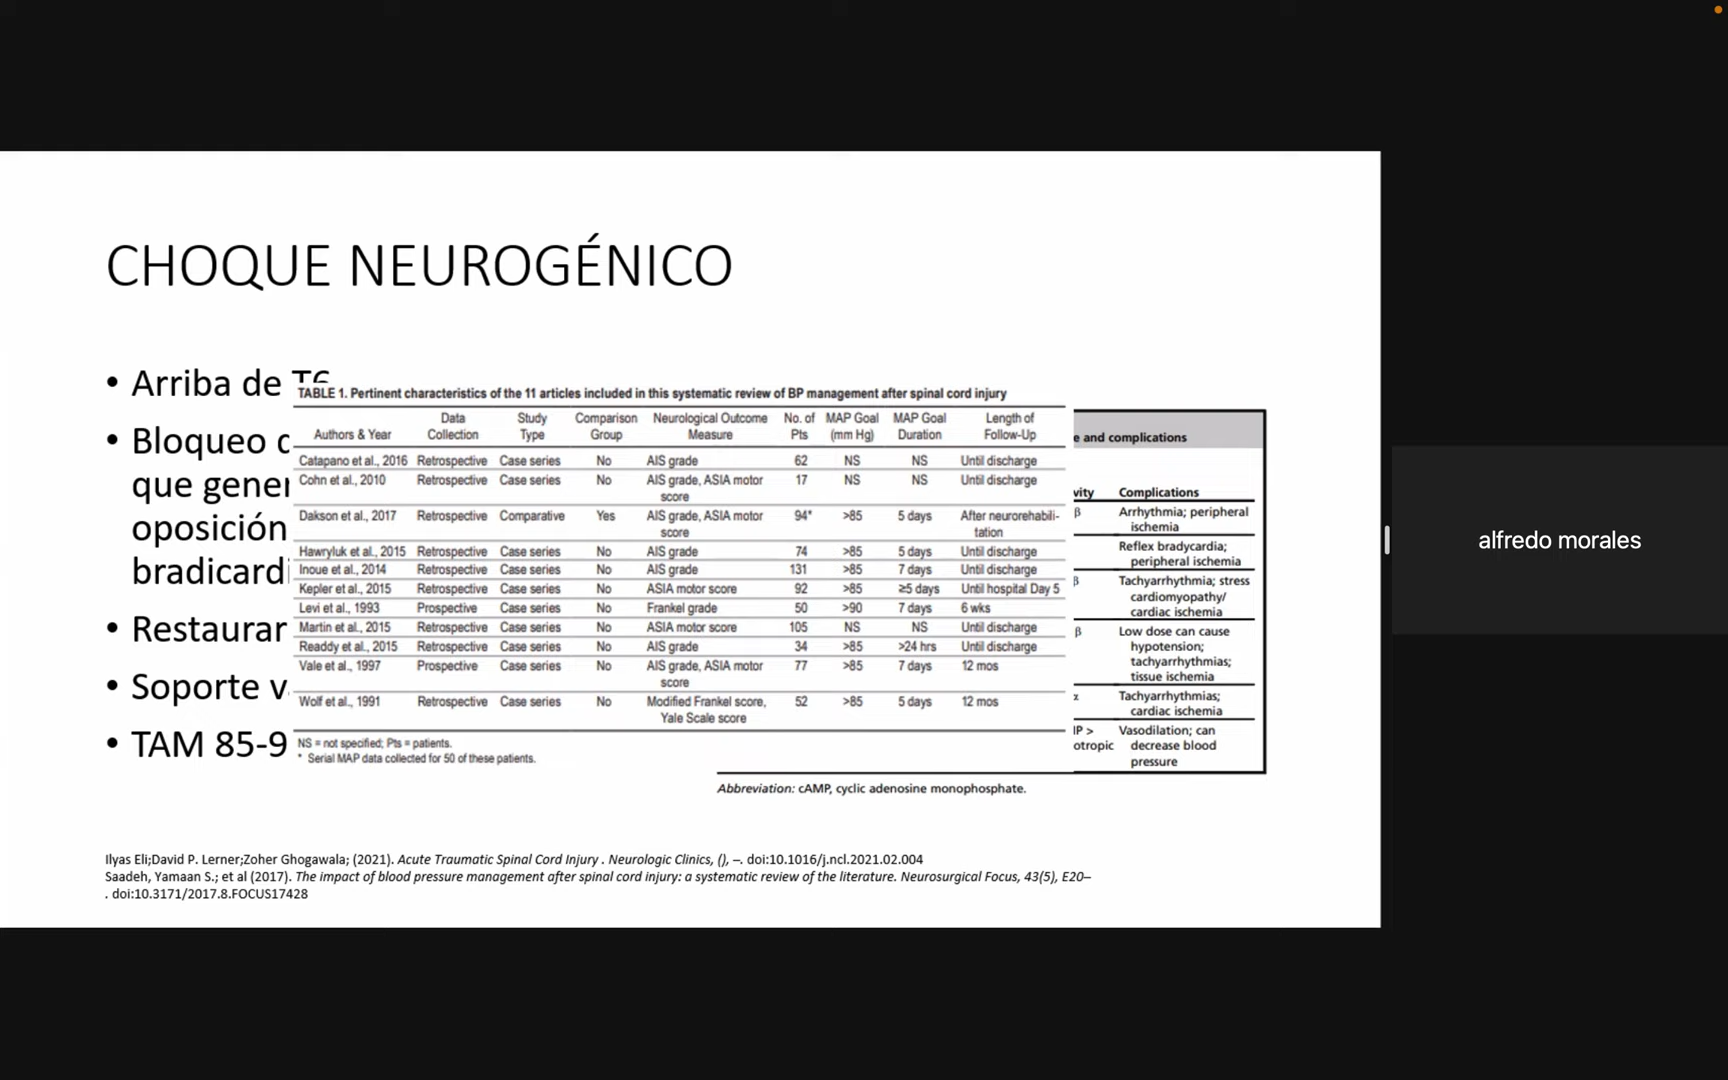 CHOQUE NEUROGÉNICO
• Arriba de T6
• Bloqueo
que
oposición
• Restaurar
• Soporte
• TAM
TABLE 1. Pertinent characteristics of the 11 articles included in this systematic review of BP management after spinal cord injury
Authors & Year Data Collection Study Type Comparison Group Neurological Outcome Measure No. of Pts MAP Goal (mm Hg) MAP Goal Duration Length of Follow-Up
Catapano et al., 2016 Retrospective Case series No AIS grade 62 NS NS Until discharge
Cohn et al., 2010 Retrospective Case series No AIS grade, ASIA motor score 17 NS NS Until discharge
Dakson et al., 2017 Retrospective Comparative Yes AIS grade, ASIA motor score 94* >85 5 days After neurorehabili-tation
Hawryluk et al., 2015 Retrospective Case series No AIS grade 74 >85 5 days Until discharge
Inoue et al., 2014 Retrospective Case series No AIS grade 131 >85 7 days Until discharge
Kepler et al., 2015 Retrospective Case series No ASIA motor score 92 >85 ≥5 days Until hospital Day 5
Levi et al., 1993 Prospective Case series No Frankel grade 50 >90 7 days 6 wks
Martin et al., 2015 Retrospective Case series No ASIA motor score 105 NS NS Until discharge
Readdy et al., 2015 Retrospective Case series No AIS grade 34 >85 >24 hrs Until discharge
Vale et al., 1997 Prospective Case series No AIS grade, ASIA motor score 77 >85 7 days 12 mos
Wolf et al., 1991 Retrospective Case series No Modified Frankel score, Yale Scale score 52 >85 5 days 12 mos
NS = not specified; Pts = patients.
* Serial MAP data collected for 50 of these patients.
and complications
Complications
β Arrhythmia; peripheral
ischemia
Reflex bradycardia;
peripheral ischemia
Tachyarrhythmia; stress
cardiomyopathy/
cardiac ischemia
β Low dose can cause
hypotension;
tachyarrhythmias;
tissue ischemia
Tachyarrhythmias;
cardiac ischemia
Vasodilation; can
decrease blood
pressure
Abbreviation: cAMP, cyclic adenosine monophosphate.
Ilyas Eli;David P. Lerner;Zoher Ghogawala; (2021). Acute Traumatic Spinal Cord Injury . Neurologic Clinics, (), –. doi:10.1016/j.ncl.2021.02.004
Saadeh, Yamaan S.; et al (2017). The impact of blood pressure management after spinal cord injury: a systematic review of the literature. Neurosurgical Focus, 43(5), E20–
. doi:10.3171/2017.8.FOCUS17428
alfredo morales